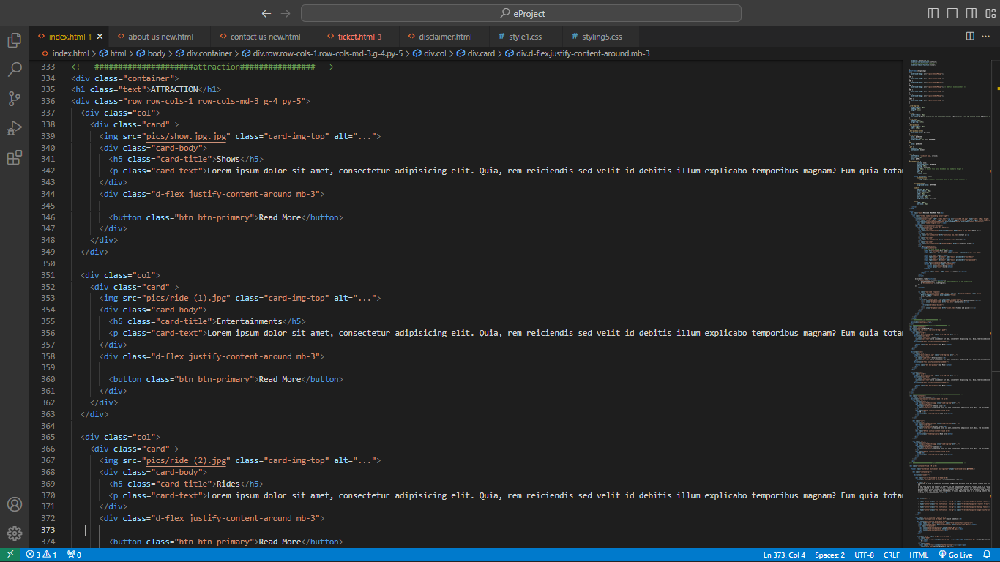 eProject
index.html 1 about us new.html contact us new.html ticket.html 3 disclaimer.html style1.css styling5.css
index.html > html > body > div.container > div.row.row-cols-1.row-cols-md-3.g-4.py-5 > div.col > div.card > div.d-flex.justify-content-around.mb-3
333 <!-- #####################attraction################ -->
334 <div class="container">
335 <h1 class="text">ATTRACTION</h1>
336 <div class="row row-cols-1 row-cols-md-3 g-4 py-5">
337 <div class="col">
338 <div class="card" >
339 <img src="pics/show.jpg.jpg" class="card-img-top" alt="...">
340 <div class="card-body">
341 <h5 class="card-title">Shows</h5>
342 <p class="card-text">Lorem ipsum dolor sit amet, consectetur adipisicing elit. Quia, rem reiciendis sed velit id debitis illum explicabo temporibus magnam? Eum quia totam
343 </div>
344 <div class="d-flex justify-content-around mb-3">
345
346 <button class="btn btn-primary">Read More</button>
347 </div>
348 </div>
349 </div>
350
351 <div class="col">
352 <div class="card" >
353 <img src="pics/ride (1).jpg" class="card-img-top" alt="...">
354 <div class="card-body">
355 <h5 class="card-title">Entertainments</h5>
356 <p class="card-text">Lorem ipsum dolor sit amet, consectetur adipisicing elit. Quia, rem reiciendis sed velit id debitis illum explicabo temporibus magnam? Eum quia totam
357 </div>
358 <div class="d-flex justify-content-around mb-3">
359
360 <button class="btn btn-primary">Read More</button>
361 </div>
362 </div>
363 </div>
364
365 <div class="col">
366 <div class="card" >
367 <img src="pics/ride (2).jpg" class="card-img-top" alt="...">
368 <div class="card-body">
369 <h5 class="card-title">Rides</h5>
370 <p class="card-text">Lorem ipsum dolor sit amet, consectetur adipisicing elit. Quia, rem reiciendis sed velit id debitis illum explicabo temporibus magnam? Eum quia totam
371 </div>
372 <div class="d-flex justify-content-around mb-3">
373
374 <button class="btn btn-primary">Read More</button>
3 1 0 Ln 373, Col 4 Spaces: 2 UTF-8 CRLF HTML Go Live